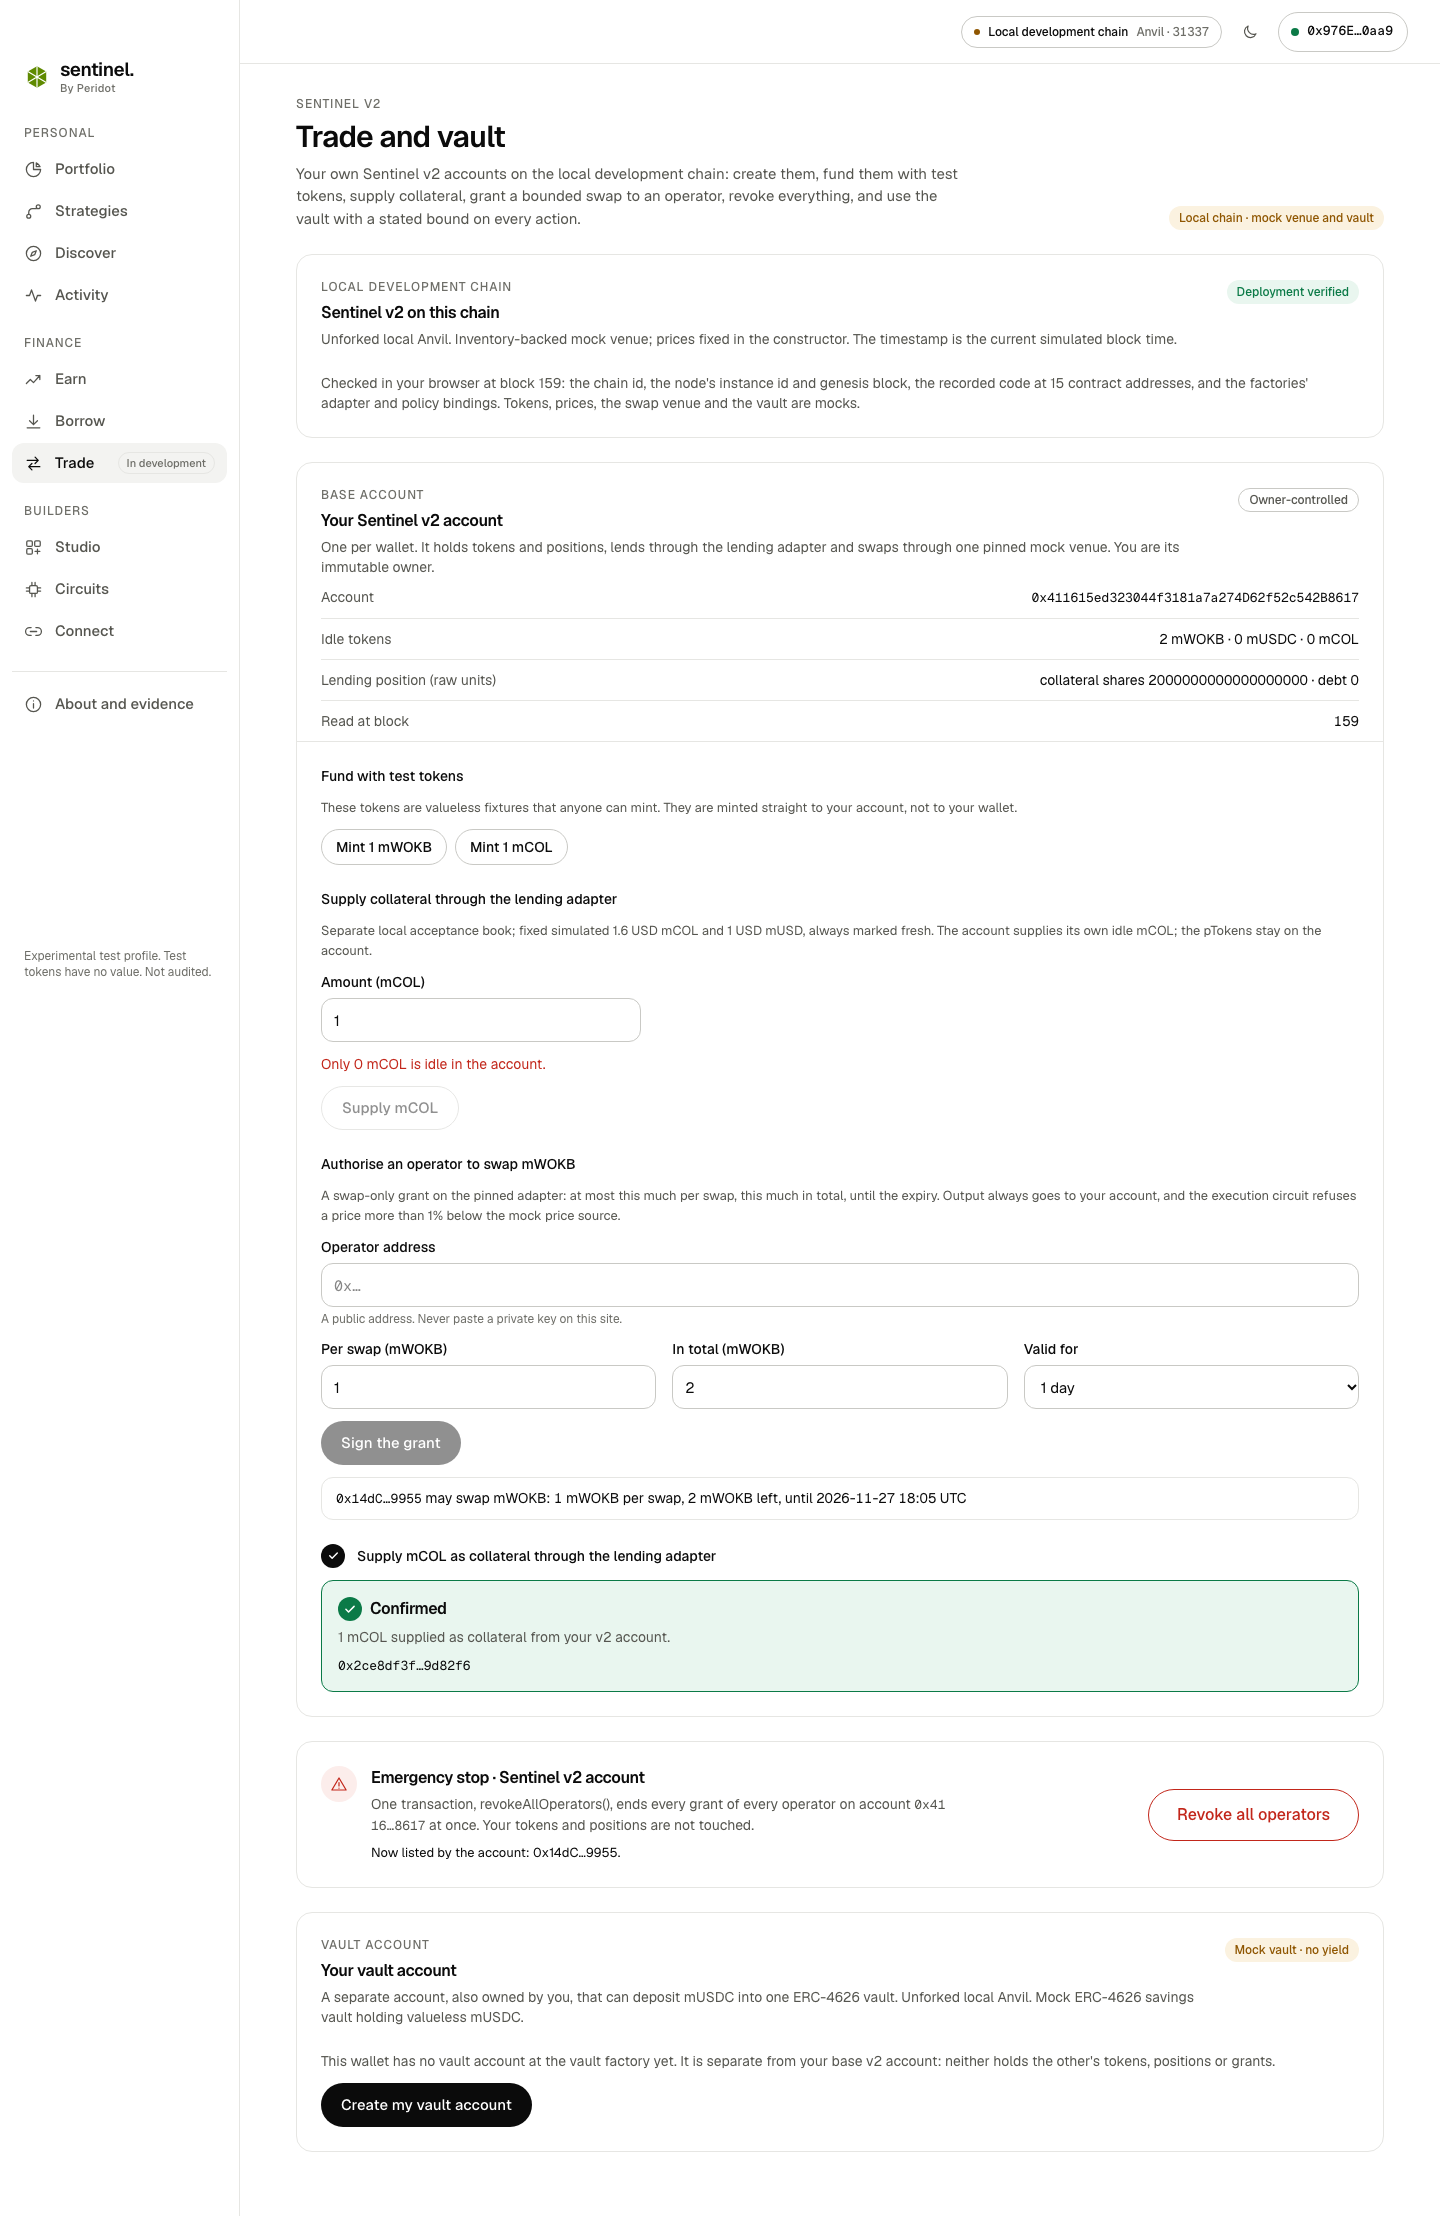 Local development chain Anvil · 31337
0x976E…0aa9
sentinel.
By Peridot
PERSONAL
Portfolio
Strategies
Discover
Activity
FINANCE
Earn
Borrow
Trade In development
BUILDERS
Studio
Circuits
Connect
About and evidence
Experimental test profile. Test
tokens have no value. Not audited.
SENTINEL V2
Trade and vault
Your own Sentinel v2 accounts on the local development chain: create them, fund them with test
tokens, supply collateral, grant a bounded swap to an operator, revoke everything, and use the
vault with a stated bound on every action.
Local chain · mock venue and vault
LOCAL DEVELOPMENT CHAIN
Deployment verified
Sentinel v2 on this chain
Unforked local Anvil. Inventory-backed mock venue; prices fixed in the constructor. The timestamp is the current simulated block time.
Checked in your browser at block 159: the chain id, the node's instance id and genesis block, the recorded code at 15 contract addresses, and the factories'
adapter and policy bindings. Tokens, prices, the swap venue and the vault are mocks.
BASE ACCOUNT
Owner-controlled
Your Sentinel v2 account
One per wallet. It holds tokens and positions, lends through the lending adapter and swaps through one pinned mock venue. You are its
immutable owner.
Account 0x411615ed323044f3181a7a274D62f52c542B8617
Idle tokens 2 mWOKB · 0 mUSDC · 0 mCOL
Lending position (raw units) collateral shares 2000000000000000000 · debt 0
Read at block 159
Fund with test tokens
These tokens are valueless fixtures that anyone can mint. They are minted straight to your account, not to your wallet.
Mint 1 mWOKB Mint 1 mCOL
Supply collateral through the lending adapter
Separate local acceptance book; fixed simulated 1.6 USD mCOL and 1 USD mUSD, always marked fresh. The account supplies its own idle mCOL; the pTokens stay on the
account.
Amount (mCOL)
1
Only 0 mCOL is idle in the account.
Supply mCOL
Authorise an operator to swap mWOKB
A swap-only grant on the pinned adapter: at most this much per swap, this much in total, until the expiry. Output always goes to your account, and the execution circuit refuses
a price more than 1% below the mock price source.
Operator address
0x…
A public address. Never paste a private key on this site.
Per swap (mWOKB) In total (mWOKB) Valid for
1 2 1 day
Sign the grant
0x14dC…9955 may swap mWOKB: 1 mWOKB per swap, 2 mWOKB left, until 2026-11-27 18:05 UTC
Supply mCOL as collateral through the lending adapter
Confirmed
1 mCOL supplied as collateral from your v2 account.
0x2ce8df3f…9d82f6
Emergency stop · Sentinel v2 account
One transaction, revokeAllOperators(), ends every grant of every operator on account 0x41
16…8617 at once. Your tokens and positions are not touched.
Now listed by the account: 0x14dC…9955.
Revoke all operators
VAULT ACCOUNT
Mock vault · no yield
Your vault account
A separate account, also owned by you, that can deposit mUSDC into one ERC-4626 vault. Unforked local Anvil. Mock ERC-4626 savings
vault holding valueless mUSDC.
This wallet has no vault account at the vault factory yet. It is separate from your base v2 account: neither holds the other's tokens, positions or grants.
Create my vault account